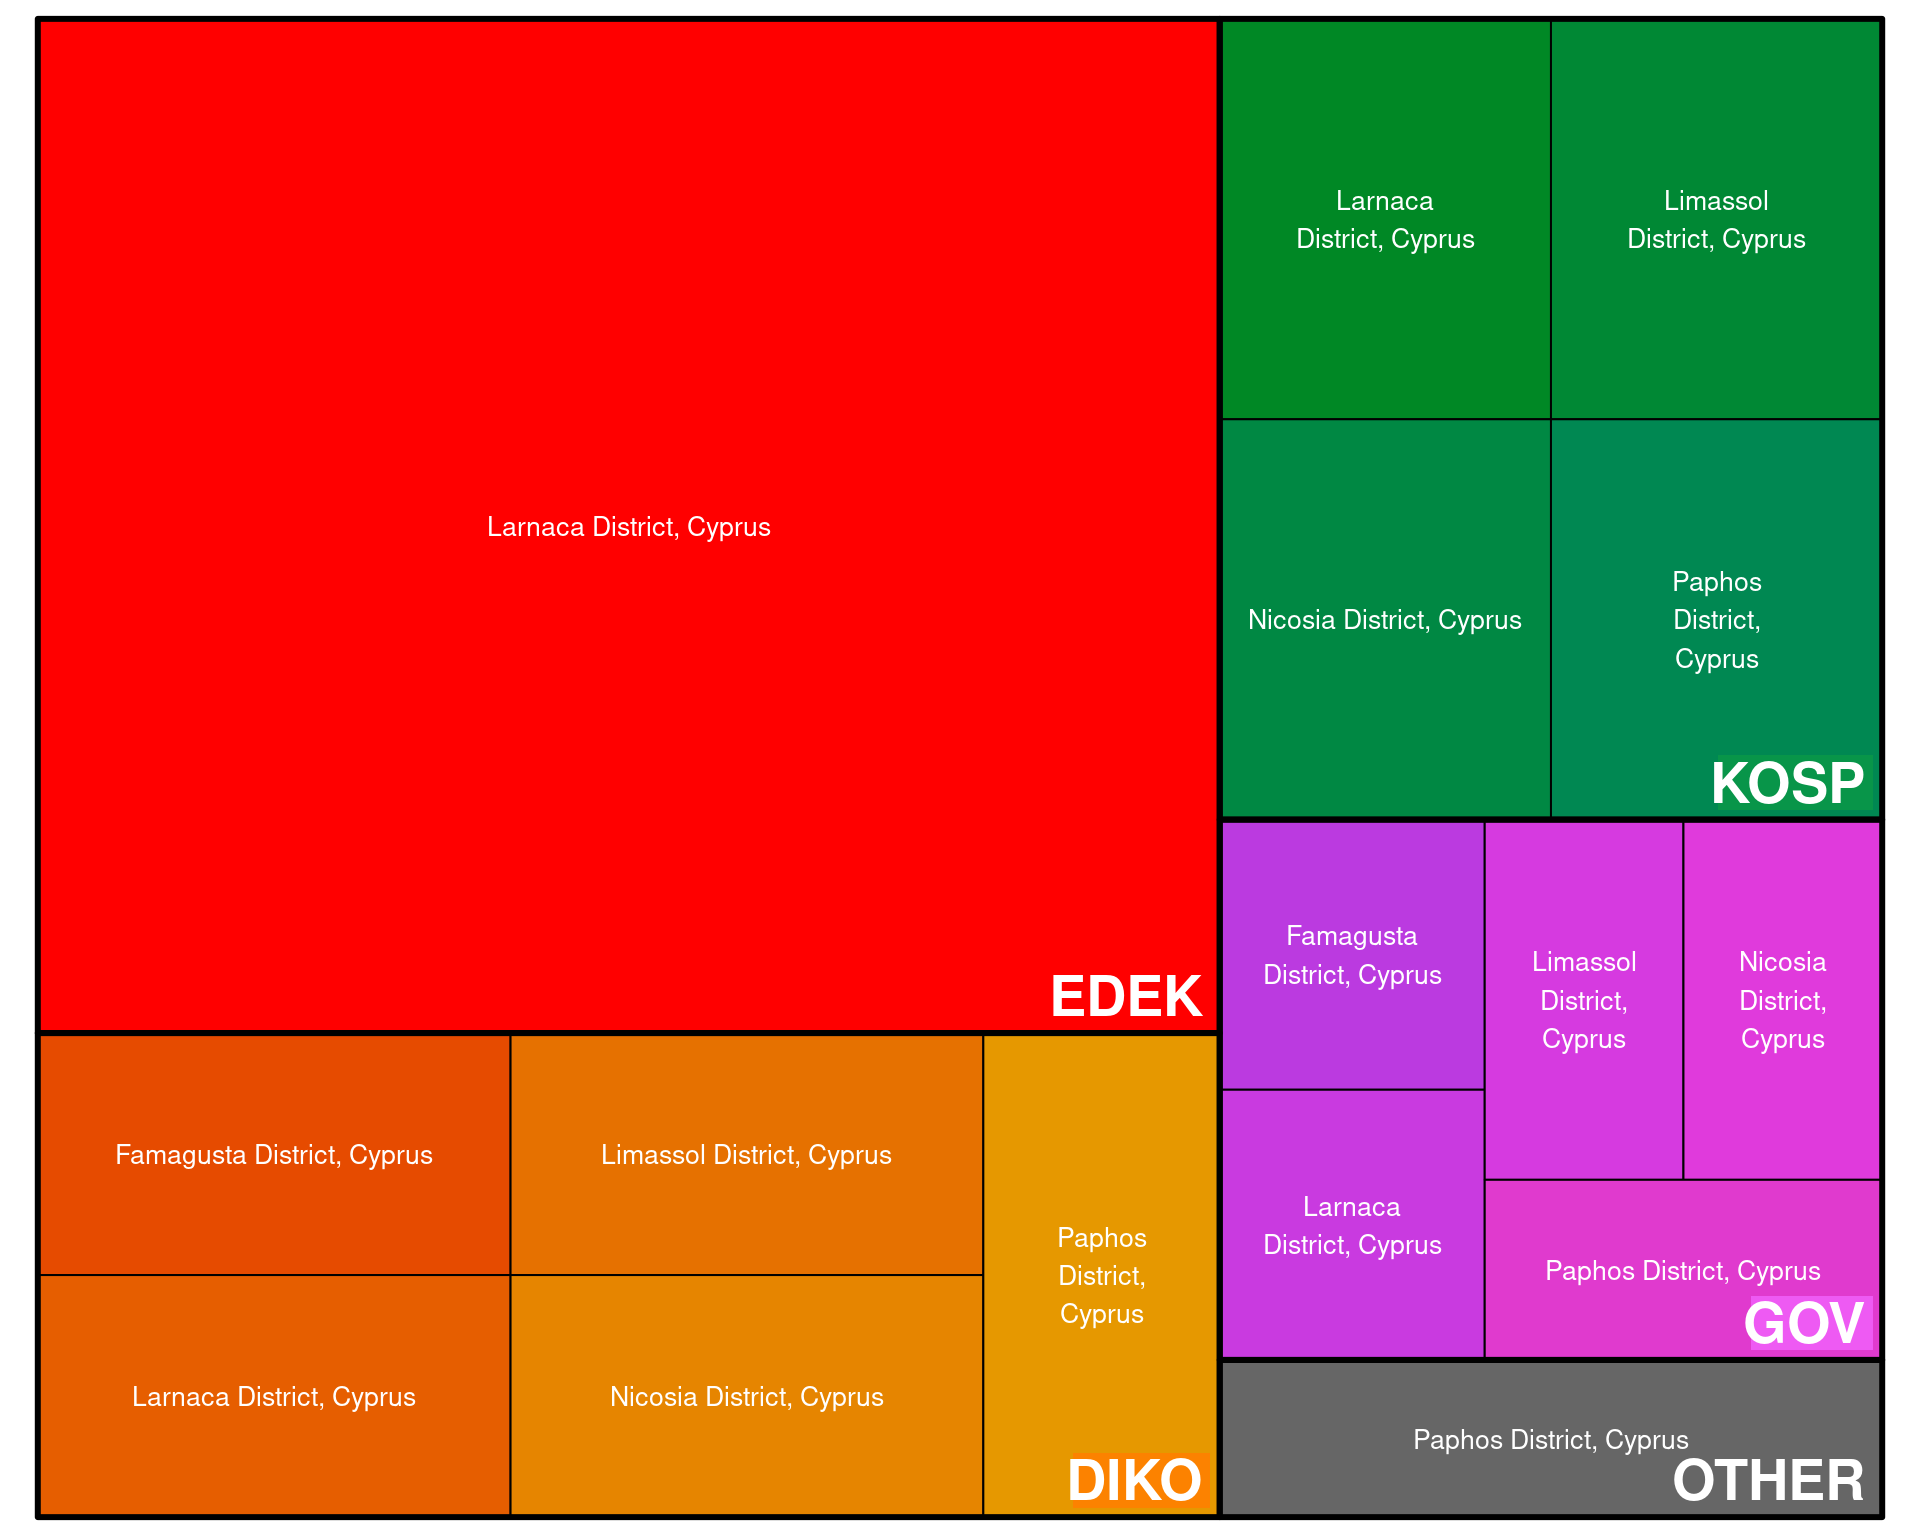 Larnaca District, Cyprus
EDEK
Famagusta District, Cyprus
Larnaca District, Cyprus
Limassol District, Cyprus
Nicosia District, Cyprus
Paphos
District,
Cyprus
DIKO
Larnaca
District, Cyprus
Limassol
District, Cyprus
Nicosia District, Cyprus
Paphos
District,
Cyprus
KOSP
Famagusta
District, Cyprus
Larnaca
District, Cyprus
Limassol
District,
Cyprus
Nicosia
District,
Cyprus
Paphos District, Cyprus
GOV
Paphos District, Cyprus
OTHER